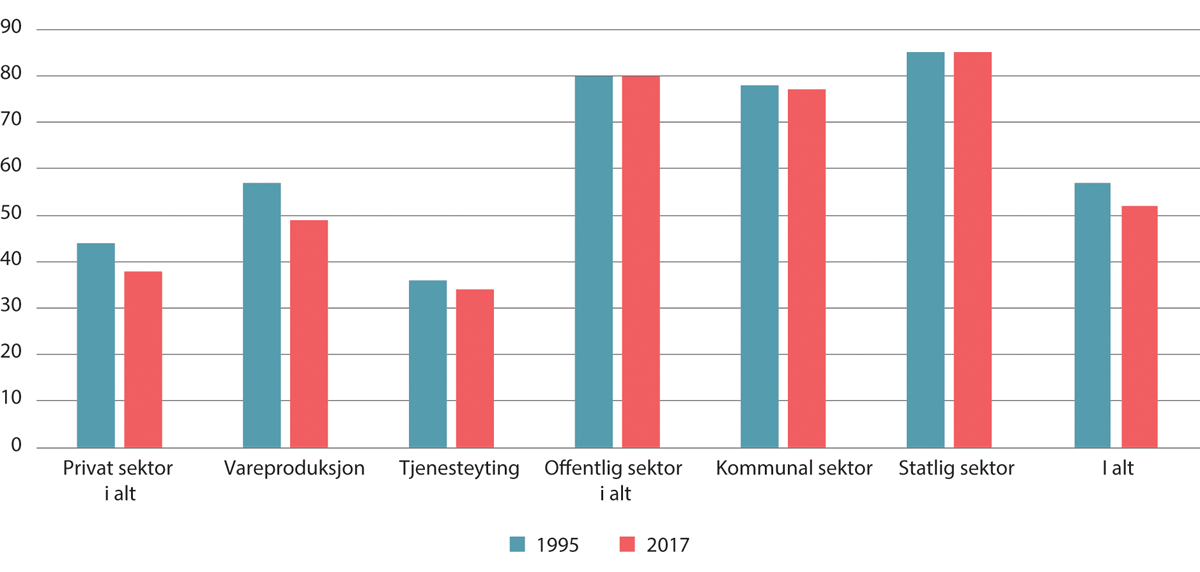 90
80
70
60
50
40
30
20
10
0
Privat sektor
i alt
Vareproduksjon
Tjenesteyting
Offentlig sektor
i alt
Kommunal sektor
Statlig sektor
I alt
1995
2017